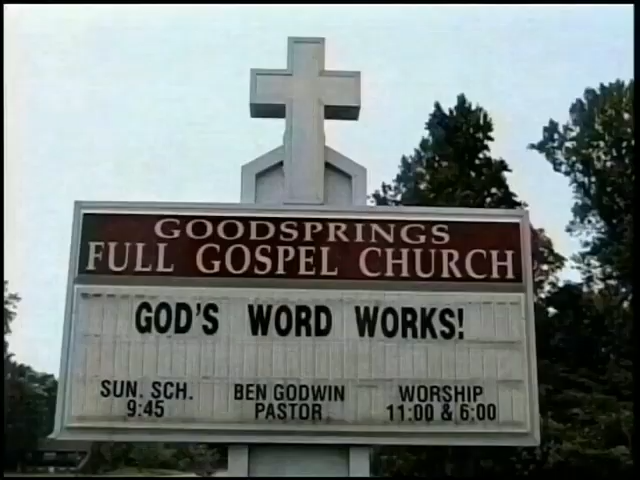 GOODSPRINGS
FULL GOSPEL CHURCH
GOD'S WORD WORKS!
SUN. SCH. BEN GODWIN WORSHIP
9:45 PASTOR 11:00 & 6:00